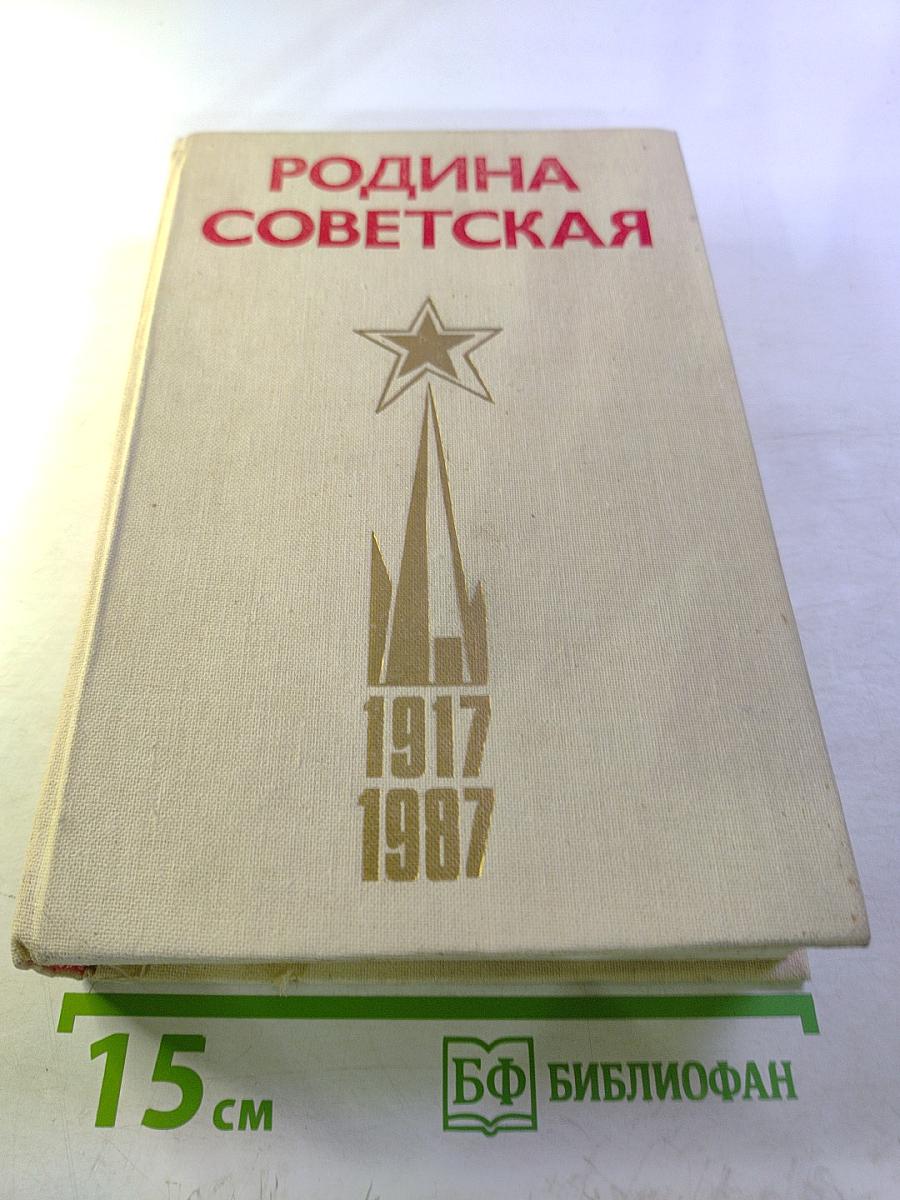 РОДИНА
СОВЕТСКАЯ
1917
1987
15 см
БФ БИБЛИОФАН